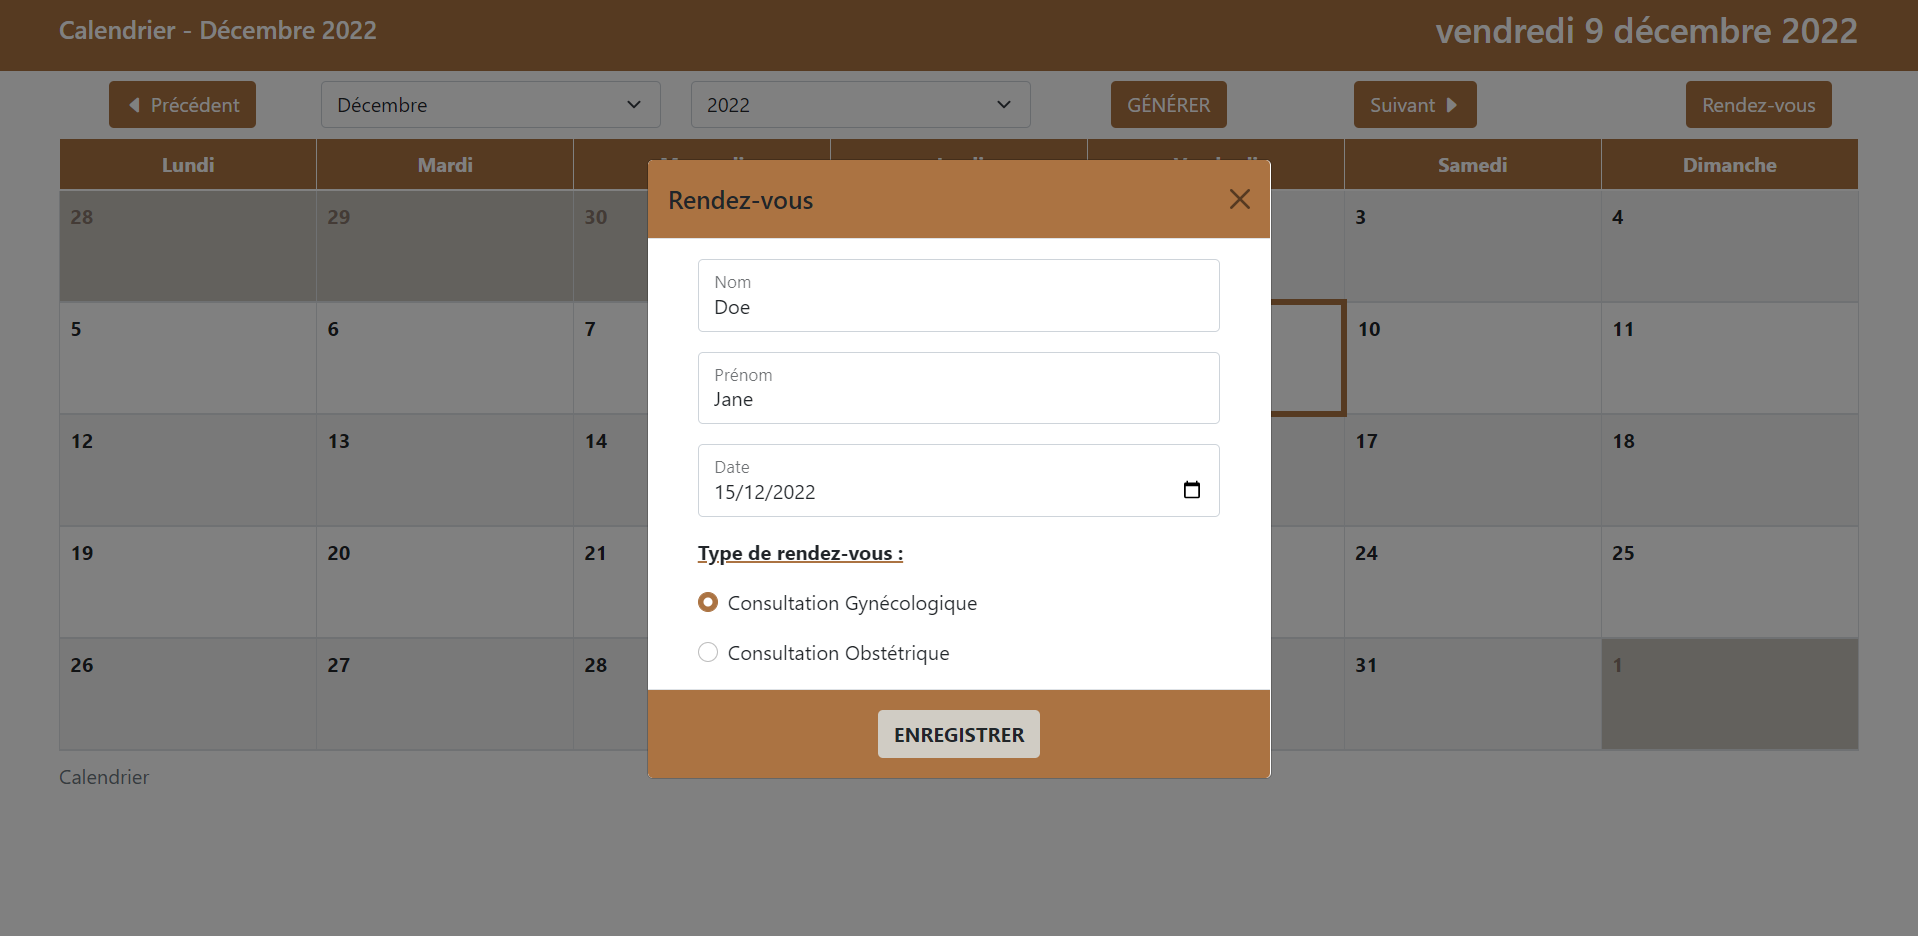 Calendrier - Décembre 2022
vendredi 9 décembre 2022
Précédent
Décembre
2022
GÉNÉRER
Suivant
Rendez-vous
Lundi
Mardi
Samedi
Dimanche
28
29
30
3
4
5
6
7
10
11
12
13
14
17
18
19
20
21
24
25
26
27
28
31
1
Rendez-vous
Nom
Doe
Prénom
Jane
Date
15/12/2022
Type de rendez-vous :
Consultation Gynécologique
Consultation Obstétrique
ENREGISTRER
Calendrier